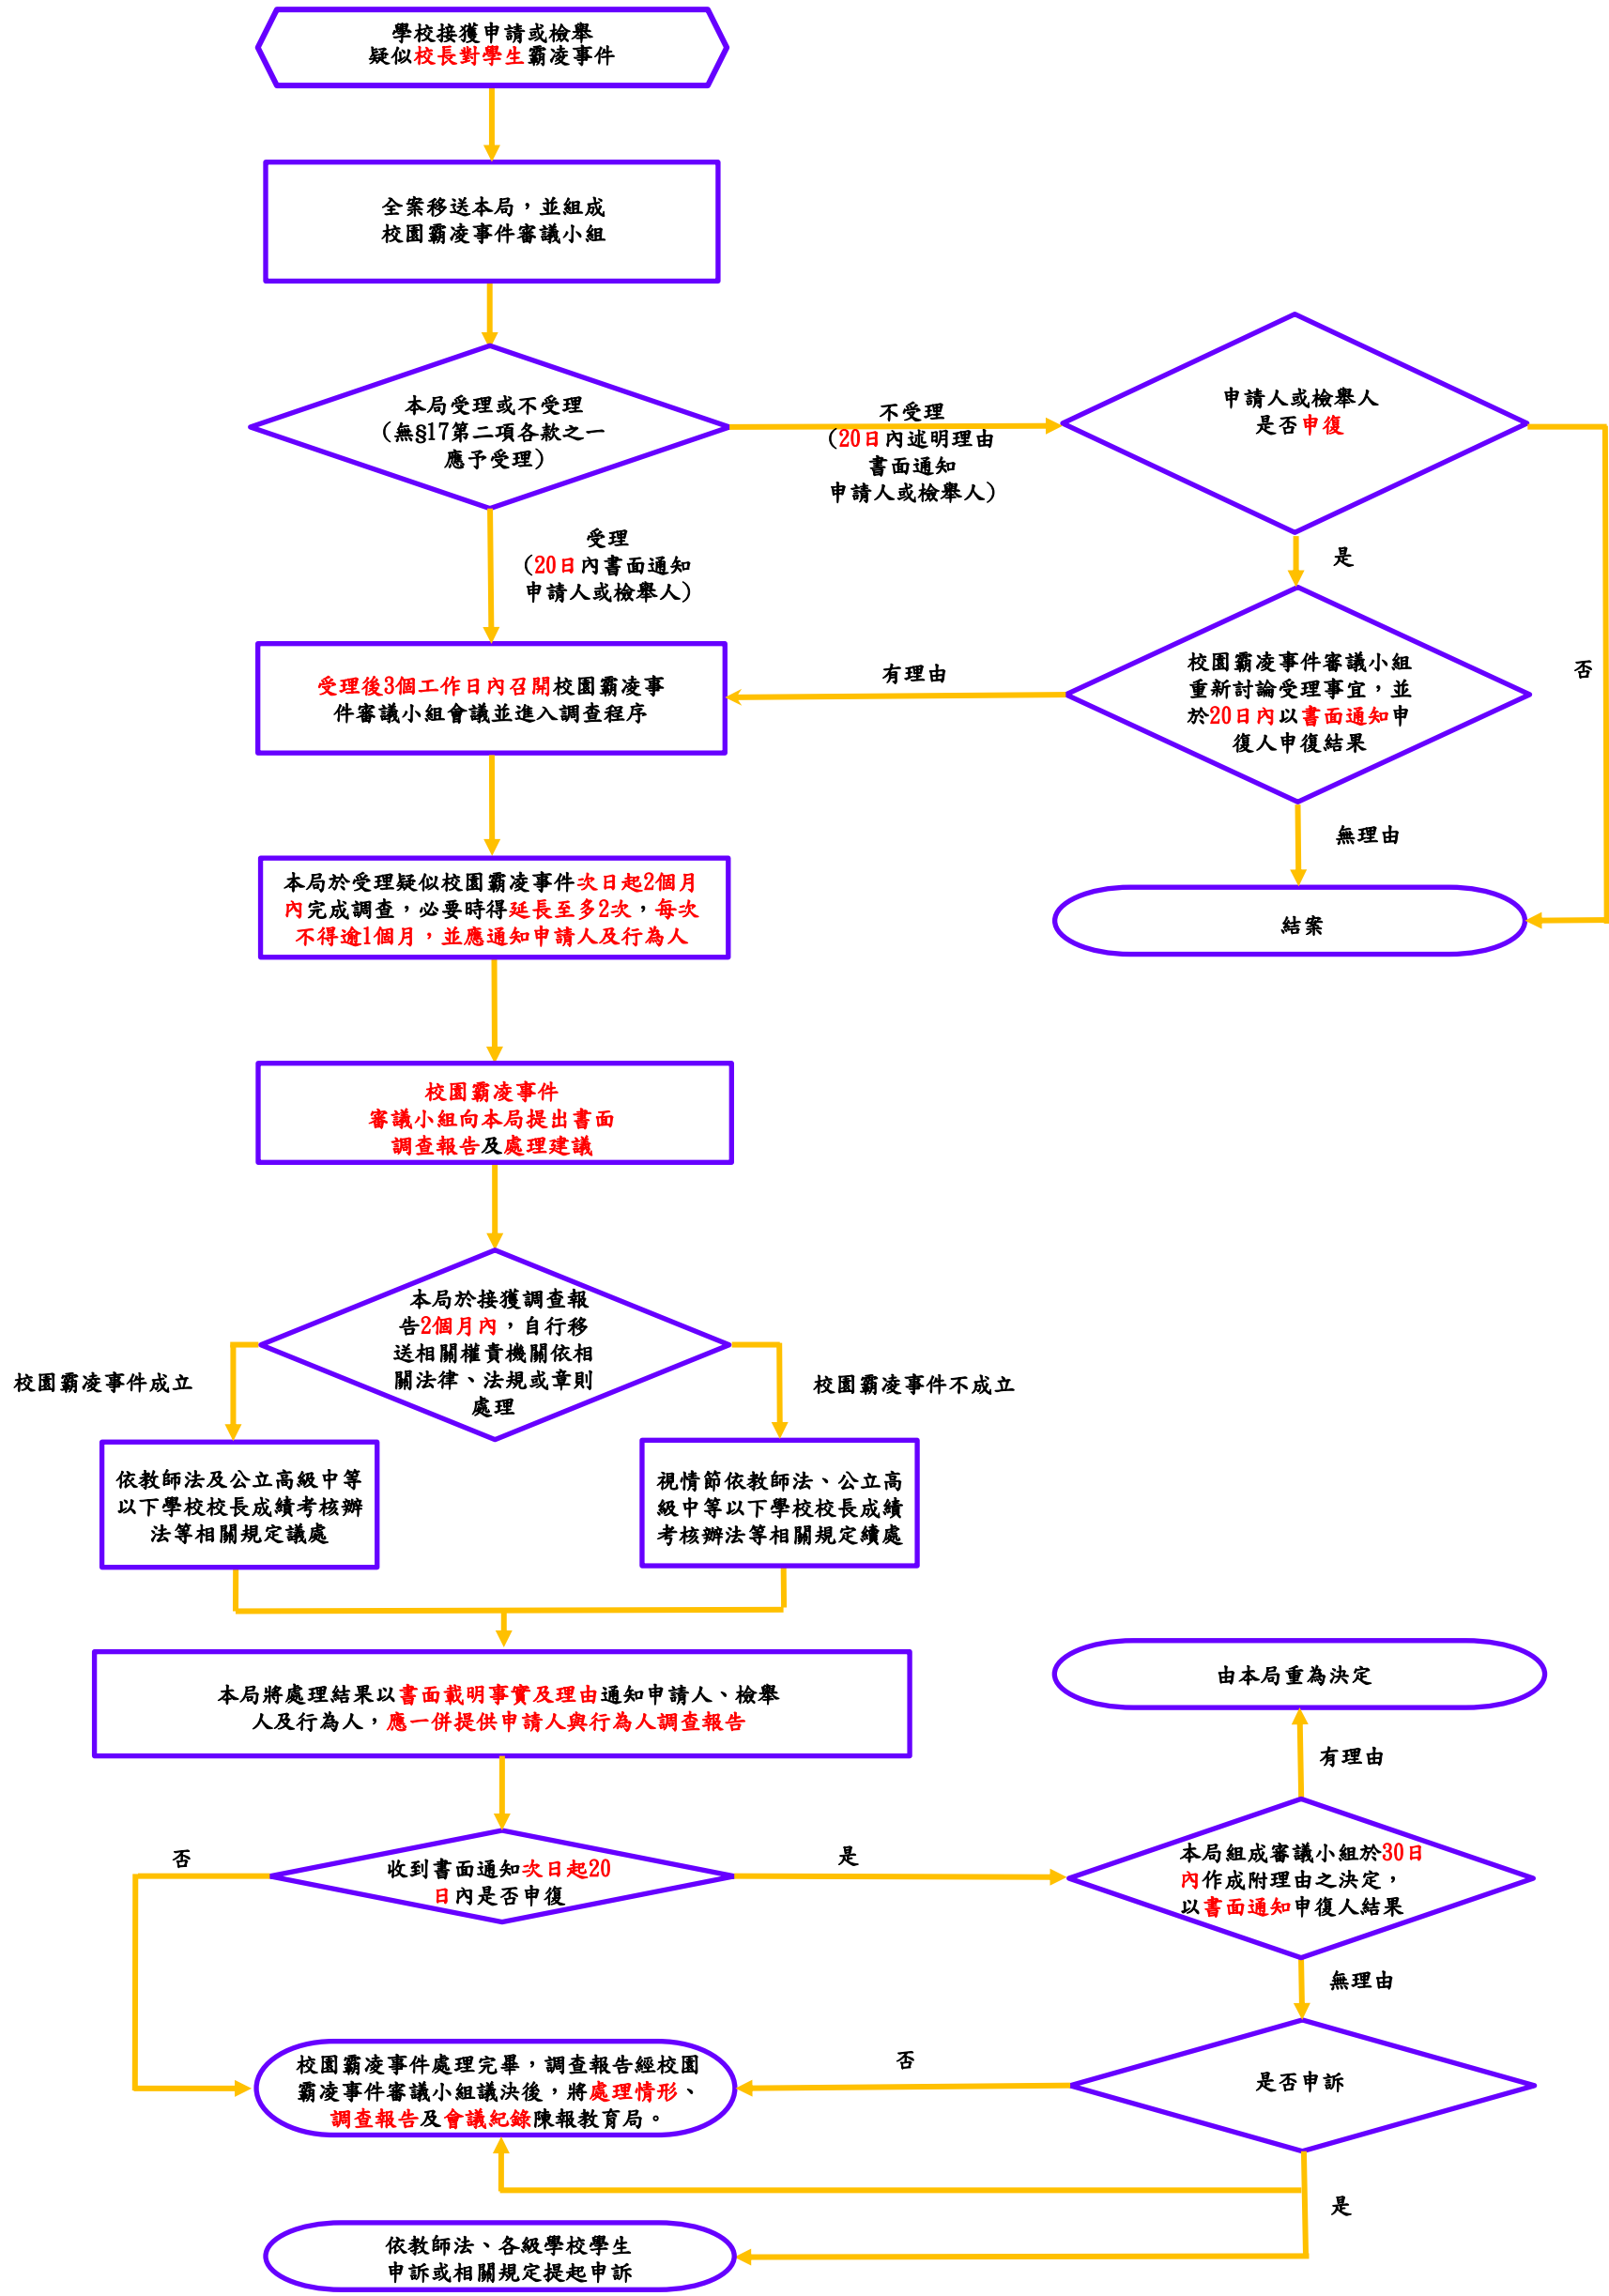 學校接獲申請或檢舉
疑似校長對學生霸凌事件
全案移送本局，並組成
校園霸凌事件審議小組
本局受理或不受理
（無§17第二項各款之一
應予受理）
不受理
（20日內述明理由
書面通知
申請人或檢舉人）
申請人或檢舉人
是否申復
受理
（20日內書面通知
申請人或檢舉人）
是
否
校園霸凌事件審議小組
重新討論受理事宜，並
於20日內以書面通知申
復人申復結果
有理由
受理後3個工作日內召開校園霸凌事
件審議小組會議並進入調查程序
無理由
結案
本局於受理疑似校園霸凌事件次日起2個月
內完成調查，必要時得延長至多2次，每次
不得逾1個月，並應通知申請人及行為人
校園霸凌事件
審議小組向本局提出書面
調查報告及處理建議
本局於接獲調查報
告2個月內，自行移
送相關權責機關依相
關法律、法規或章則
處理
校園霸凌事件成立
校園霸凌事件不成立
依教師法及公立高級中等
以下學校校長成績考核辦
法等相關規定議處
視情節依教師法、公立高
級中等以下學校校長成績
考核辦法等相關規定續處
本局將處理結果以書面載明事實及理由通知申請人、檢舉
人及行為人，應一併提供申請人與行為人調查報告
由本局重為決定
有理由
收到書面通知次日起20
日內是否申復
否
是
本局組成審議小組於30日
內作成附理由之決定，
以書面通知申復人結果
無理由
是否申訴
否
校園霸凌事件處理完畢，調查報告經校園
霸凌事件審議小組議決後，將處理情形、
調查報告及會議紀錄陳報教育局。
是
依教師法、各級學校學生
申訴或相關規定提起申訴